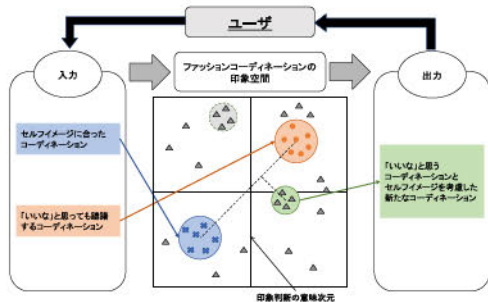 ユーザ
入力
ファッションコーディネーションの
印象空間
出力
セルフイメージに合った
コーディネーション
「いいな」と思っても躊躇
するコーディネーション
「いいな」と思う
コーディネーションと
セルフイメージを考慮した
新たなコーディネーション
印象判断の意味次元